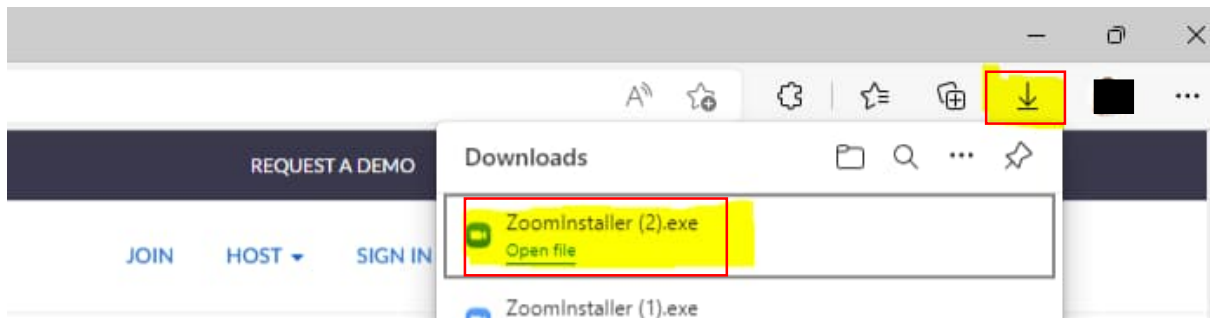 REQUEST A DEMO
Downloads
ZoomInstaller (2).exe
Open file
JOIN HOST SIGN IN
ZoomInstaller (1).exe